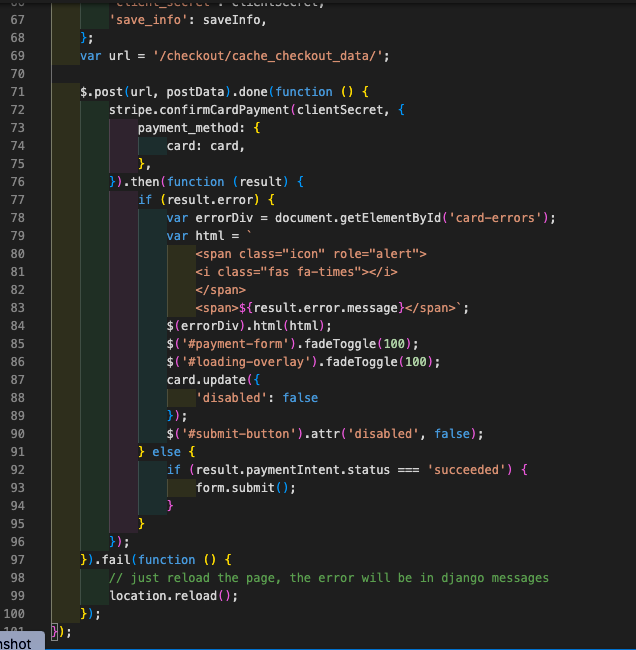 'client_secret': clientSecret,
67 'save_info': saveInfo,
68 };
69 var url = '/checkout/cache_checkout_data/';
70
71 $.post(url, postData).done(function () {
72 stripe.confirmCardPayment(clientSecret, {
73 payment_method: {
74 card: card,
75 },
76 }).then(function (result) {
77 if (result.error) {
78 var errorDiv = document.getElementById('card-errors');
79 var html = `
80 <span class="icon" role="alert">
81 <i class="fas fa-times"></i>
82 </span>
83 <span>${result.error.message}</span>`;
84 $(errorDiv).html(html);
85 $('#payment-form').fadeToggle(100);
86 $('#loading-overlay').fadeToggle(100);
87 card.update({
88 'disabled': false
89 });
90 $('#submit-button').attr('disabled', false);
91 } else {
92 if (result.paymentIntent.status === 'succeeded') {
93 form.submit();
94 }
95 }
96 });
97 }).fail(function () {
98 // just reload the page, the error will be in django messages
99 location.reload();
100 });
101 });
nshot